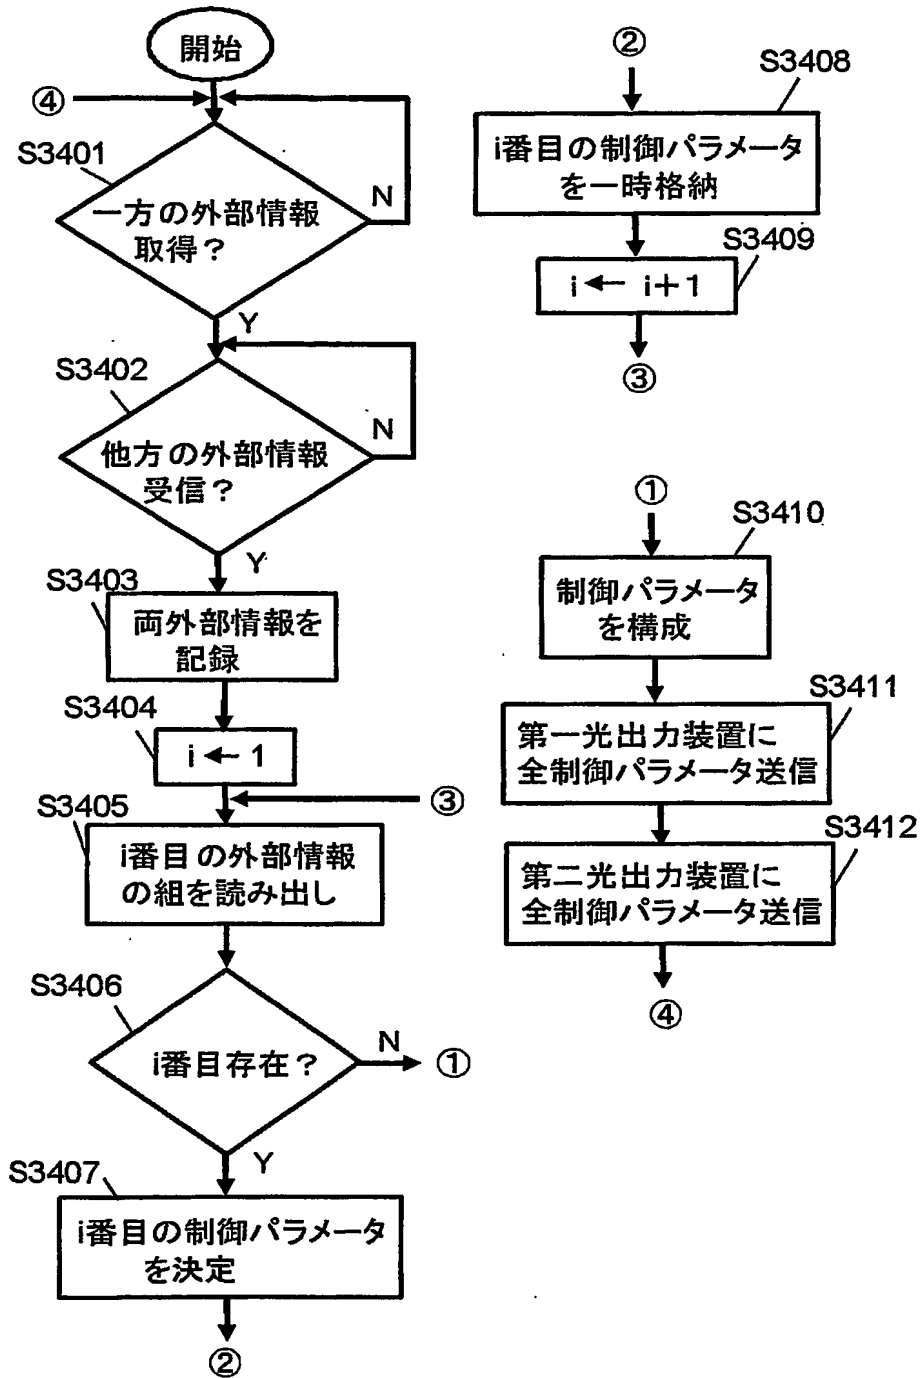 開始
④
S3401
一方の外部情報
取得？
N
Y
S3402
他方の外部情報
受信？
N
Y
S3403
両外部情報を
記録
S3404
i ← 1
③
S3405
i番目の外部情報
の組を読み出し
S3406
i番目存在？
N
①
Y
S3407
i番目の制御パラメータ
を決定
②
②
S3408
i番目の制御パラメータ
を一時格納
S3409
i ← i＋1
③
①
S3410
制御パラメータ
を構成
S3411
第一光出力装置に
全制御パラメータ送信
S3412
第二光出力装置に
全制御パラメータ送信
④